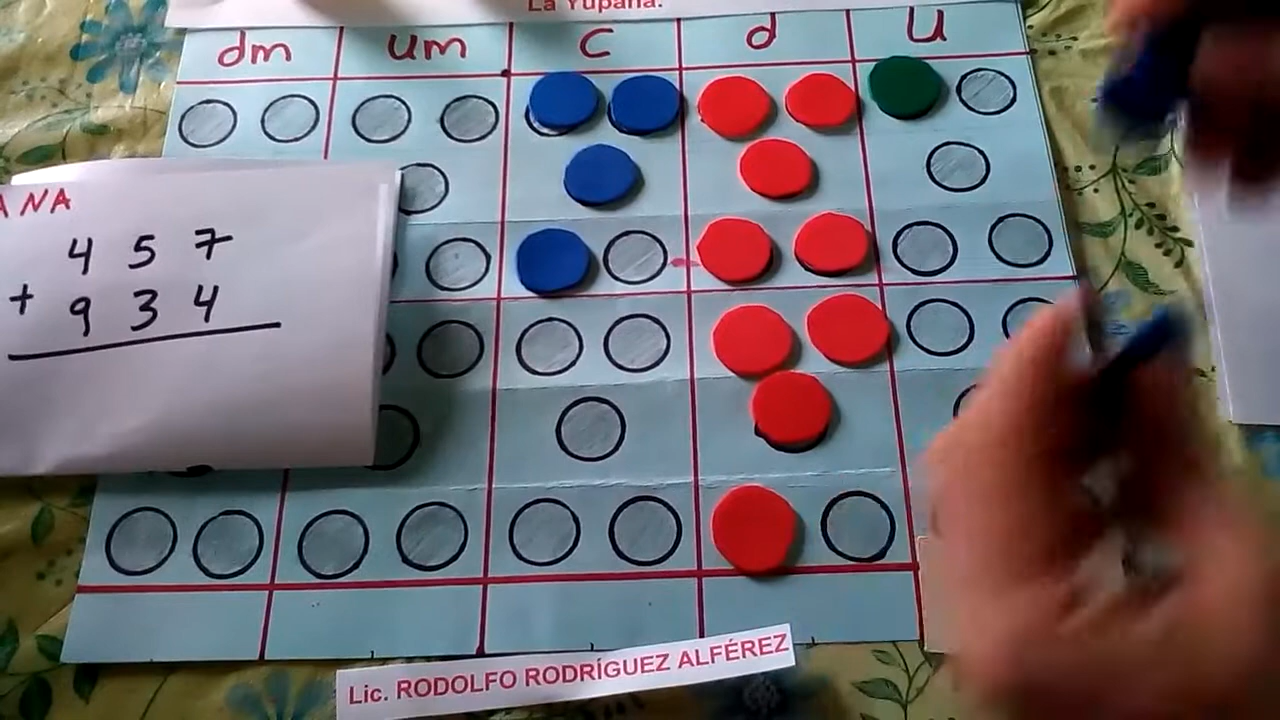 La Yupana.
dm um c d u
ANA
457
+ 934
Lic. RODOLFO RODRÍGUEZ ALFÉREZ